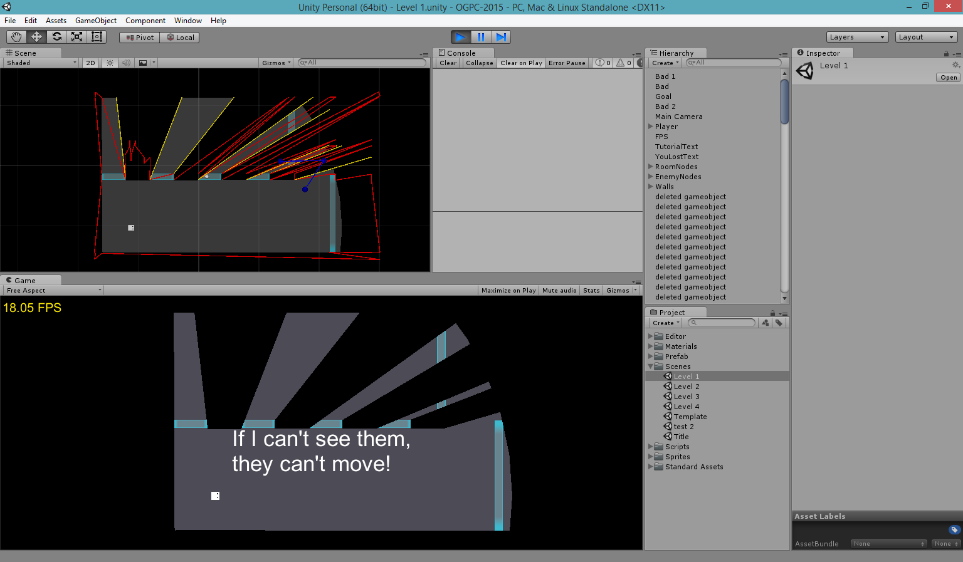 Unity Personal (64bit) - Level 1.unity - OGPC-2015 - PC, Mac & Linux Standalone <DX11>
File Edit Assets GameObject Component Window Help
Pivot Local Layers Layout
Scene
Shaded 2D Gizmos All
Console
Clear Collapse Clear on Play Error Pause 0 0
Hierarchy
Create All
Bad 1
Bad
Goal
Bad 2
Main Camera
Player
FPS
TutorialText
YouLostText
RoomNodes
EnemyNodes
Walls
deleted gameobject
deleted gameobject
deleted gameobject
deleted gameobject
deleted gameobject
deleted gameobject
deleted gameobject
deleted gameobject
deleted gameobject
deleted gameobject
deleted gameobject
Inspector
Level 1
Open
Game
Free Aspect Maximize on Play Mute audio Stats Gizmos
18.05 FPS
If I can't see them,
they can't move!
Project
Create
Editor
Materials
Prefab
Scenes
Level 1
Level 2
Level 3
Level 4
Template
test 2
Title
Scripts
Sprites
Standard Assets
Asset Labels
AssetBundle None None